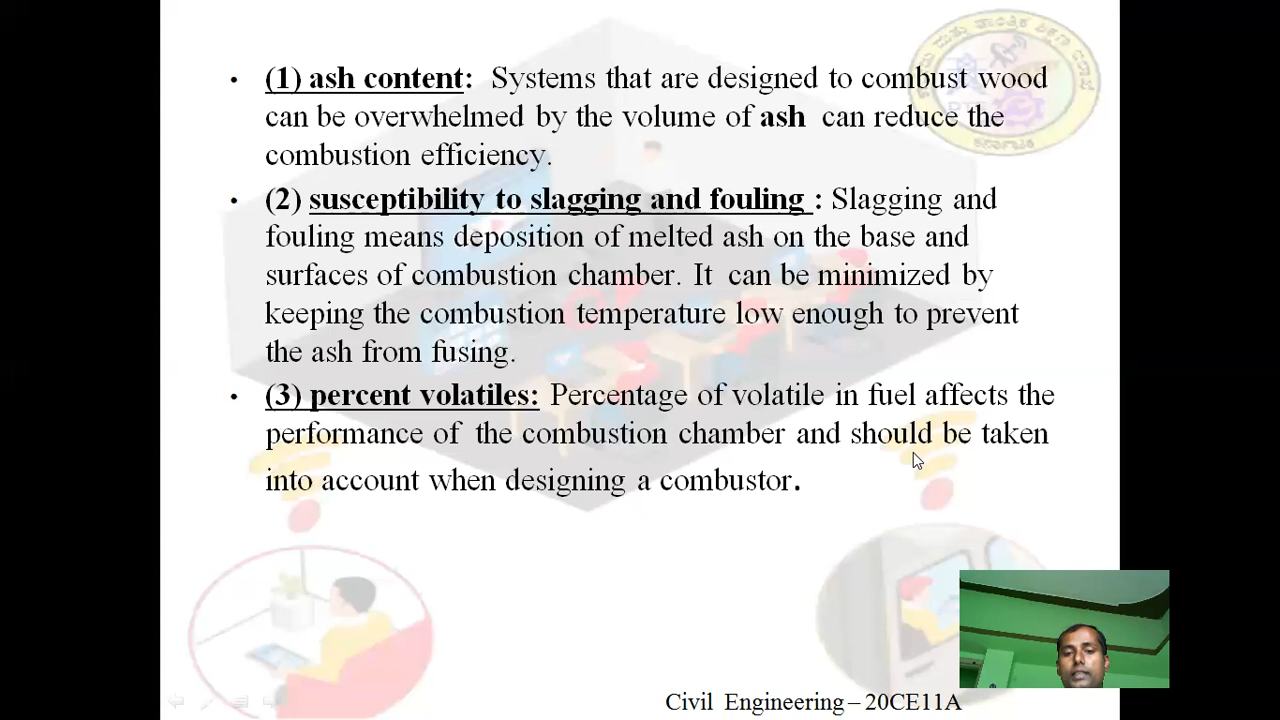 • (1) ash content: Systems that are designed to combust wood
can be overwhelmed by the volume of ash can reduce the
combustion efficiency.
• (2) susceptibility to slagging and fouling : Slagging and
fouling means deposition of melted ash on the base and
surfaces of combustion chamber. It can be minimized by
keeping the combustion temperature low enough to prevent
the ash from fusing.
• (3) percent volatiles: Percentage of volatile in fuel affects the
performance of the combustion chamber and should be taken
into account when designing a combustor.
Civil Engineering – 20CE11A